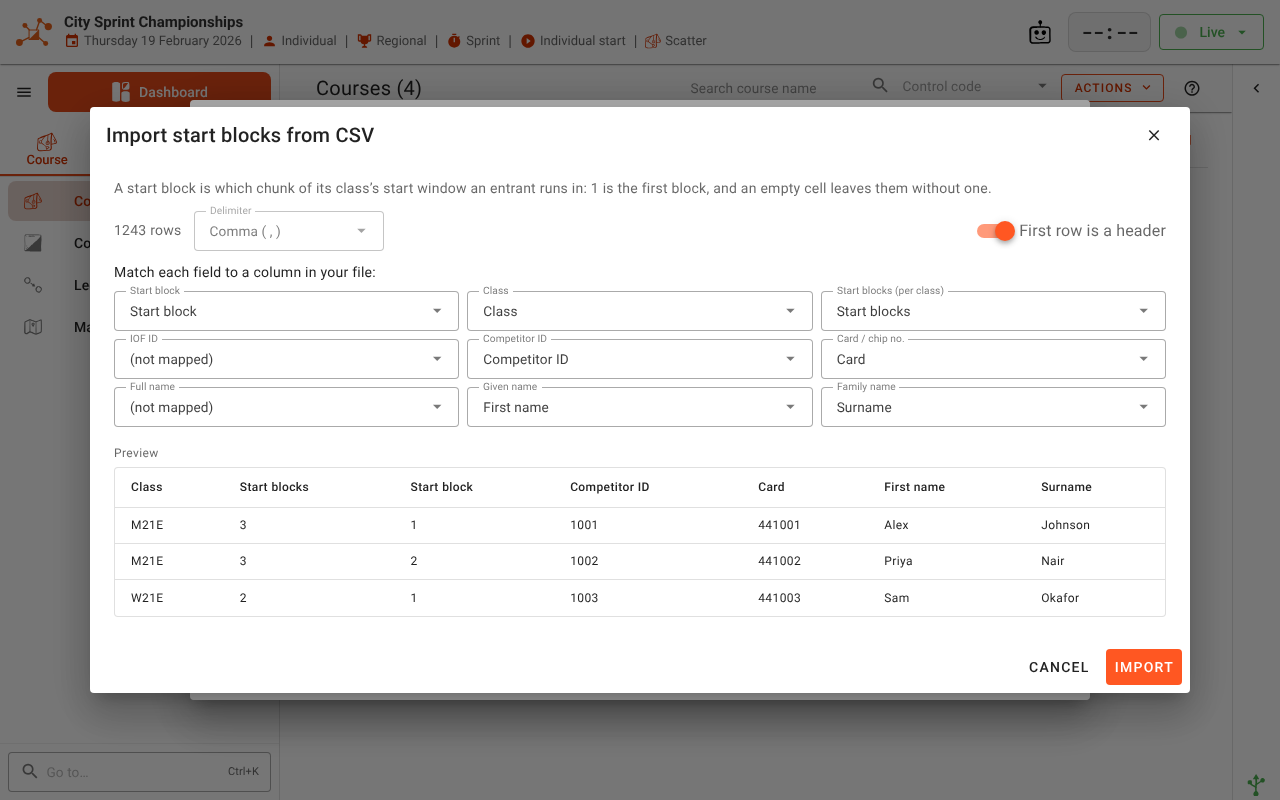 City Sprint Championships
Thursday 19 February 2026 | Individual | Regional | Sprint | Individual start | Scatter
--:--
Live
Dashboard
Courses (4)
Search course name
Control code
ACTIONS
Course
Import start blocks from CSV
A start block is which chunk of its class's start window an entrant runs in: 1 is the first block, and an empty cell leaves them without one.
1243 rows
Delimiter
Comma ( , )
First row is a header
Match each field to a column in your file:
Start block Class Start blocks (per class)
Start block Class Start blocks
IOF ID Competitor ID Card / chip no.
(not mapped) Competitor ID Card
Full name Given name Family name
(not mapped) First name Surname
Preview
Class Start blocks Start block Competitor ID Card First name Surname
M21E 3 1 1001 441001 Alex Johnson
M21E 3 2 1002 441002 Priya Nair
W21E 2 1 1003 441003 Sam Okafor
CANCEL IMPORT
Go to... Ctrl+K